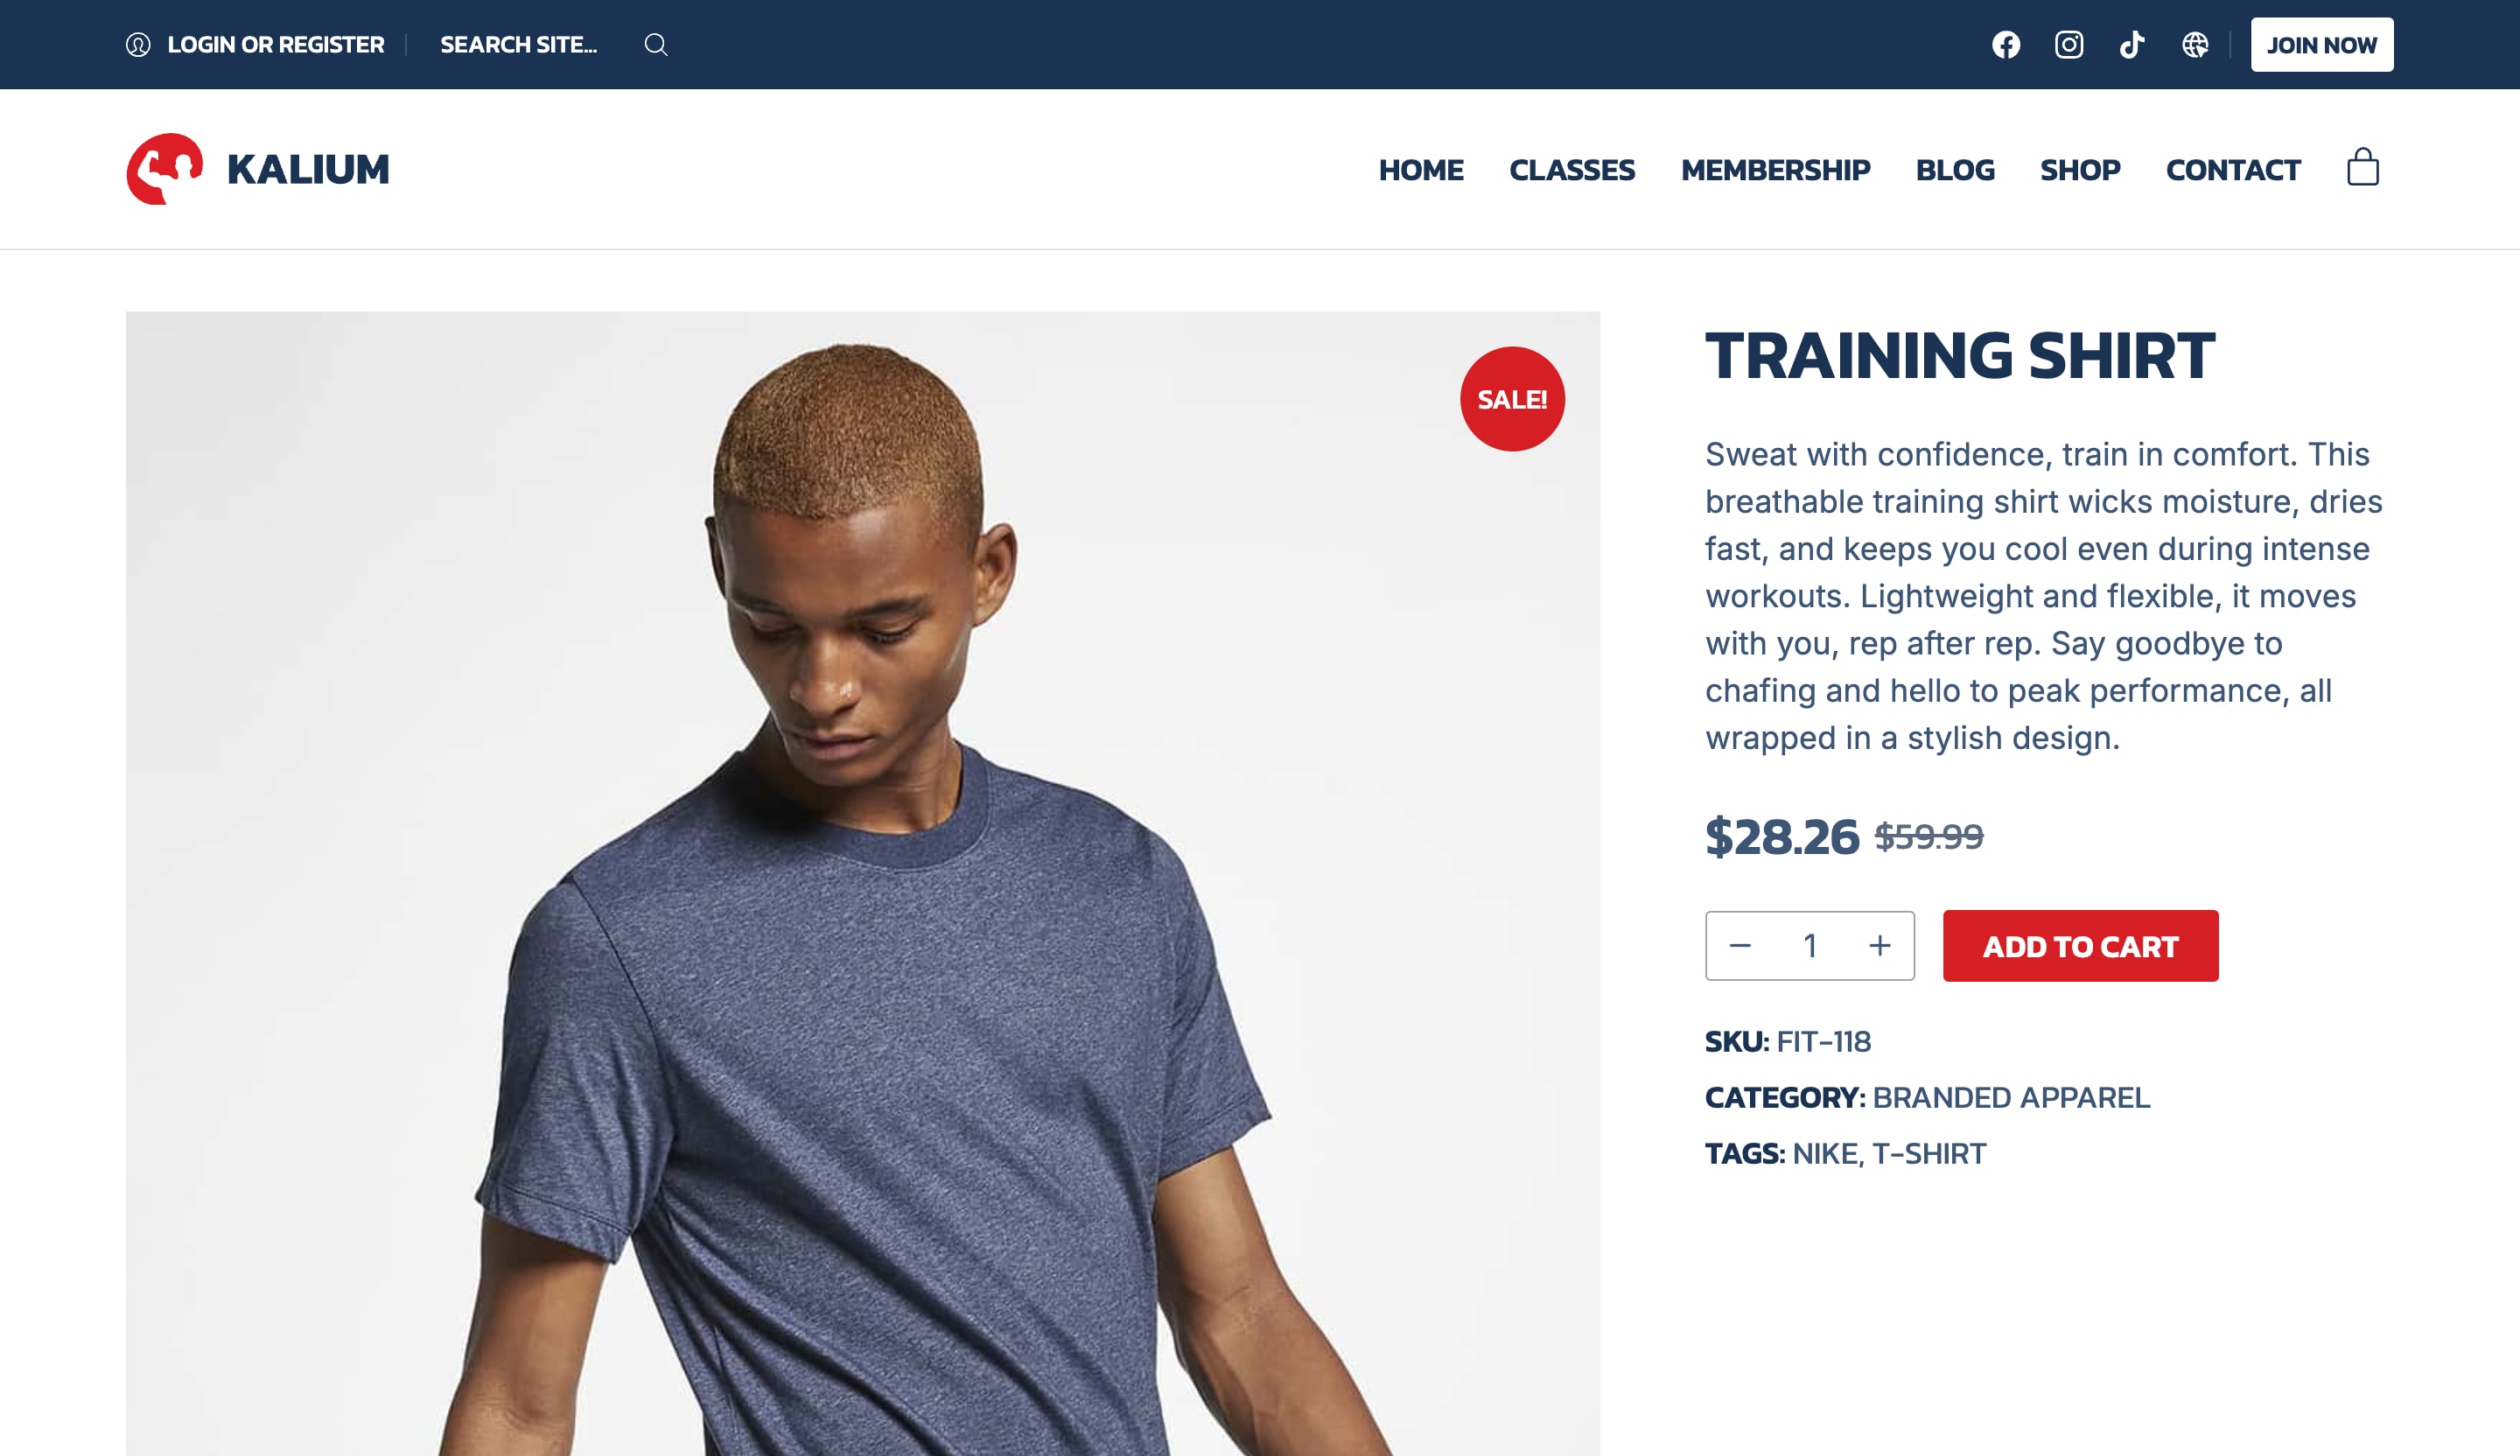 LOGIN OR REGISTER
SEARCH SITE...
JOIN NOW
KALIUM
HOME
CLASSES
MEMBERSHIP
BLOG
SHOP
CONTACT
SALE!
TRAINING SHIRT
Sweat with confidence, train in comfort. This
breathable training shirt wicks moisture, dries
fast, and keeps you cool even during intense
workouts. Lightweight and flexible, it moves
with you, rep after rep. Say goodbye to
chafing and hello to peak performance, all
wrapped in a stylish design.
$28.26 $59.99
1
ADD TO CART
SKU: FIT-118
CATEGORY: BRANDED APPAREL
TAGS: NIKE, T-SHIRT